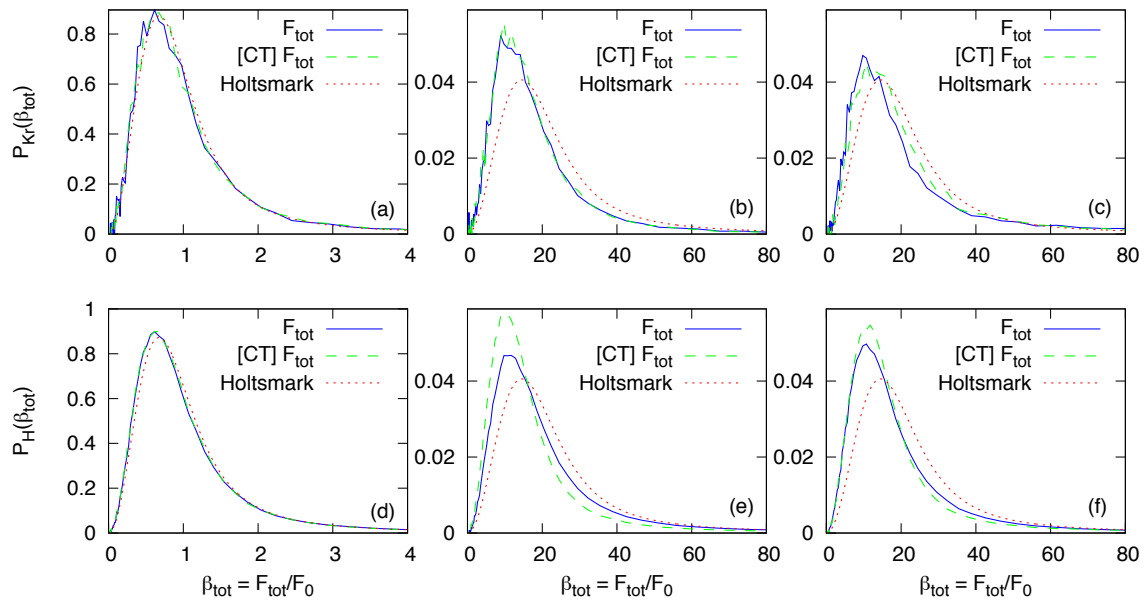 P_Kr(β_tot)
0.8
0.6
0.4
0.2
0
F_tot
[CT] F_tot
Holtsmark
(a)
0 1 2 3 4
0.04
0.02
0
F_tot
[CT] F_tot
Holtsmark
(b)
0 20 40 60 80
0.04
0.02
0
F_tot
[CT] F_tot
Holtsmark
(c)
0 20 40 60 80
P_H(β_tot)
1
0.8
0.6
0.4
0.2
0
F_tot
[CT] F_tot
Holtsmark
(d)
0 1 2 3 4
β_tot = F_tot/F_0
0.04
0.02
0
F_tot
[CT] F_tot
Holtsmark
(e)
0 20 40 60 80
β_tot = F_tot/F_0
0.04
0.02
0
F_tot
[CT] F_tot
Holtsmark
(f)
0 20 40 60 80
β_tot = F_tot/F_0